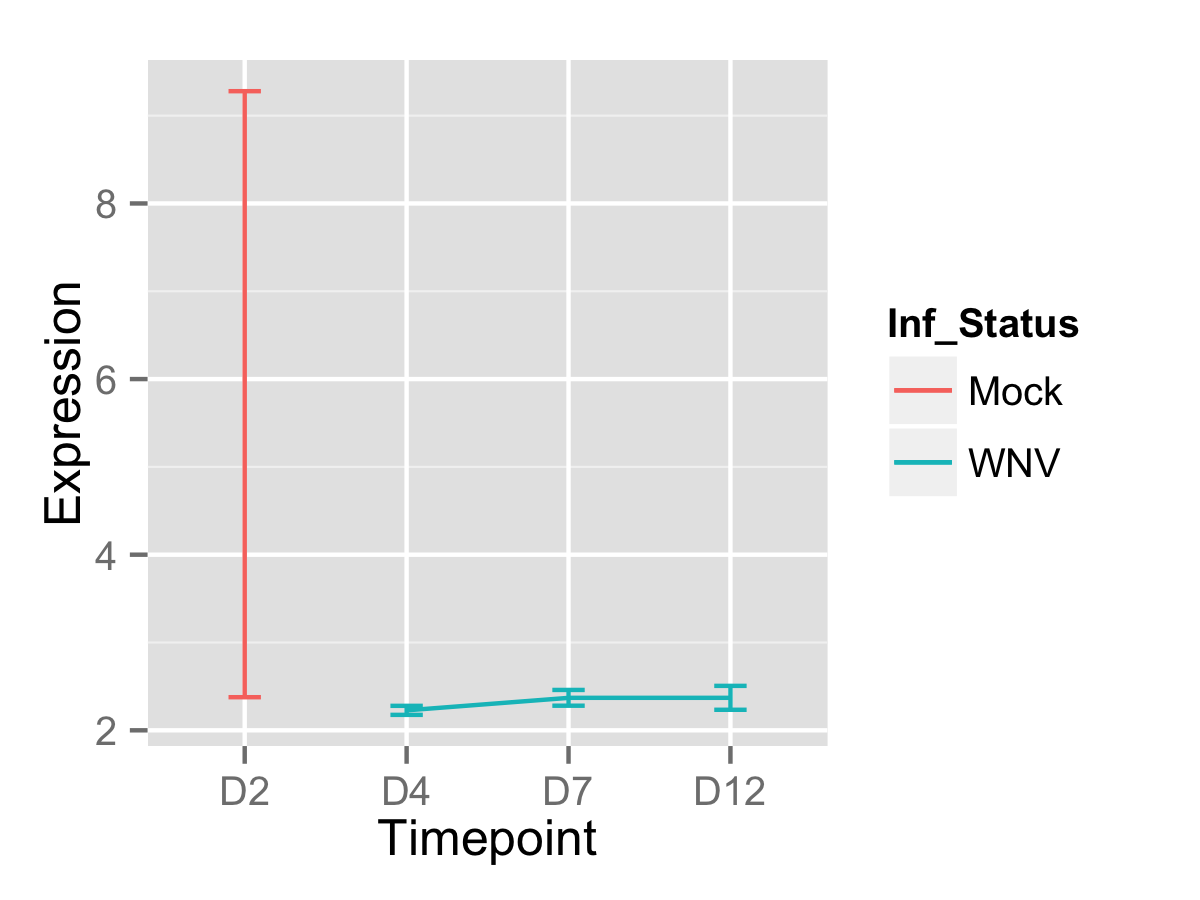 Expression
8
6
4
2
D2 D4 D7 D12
Timepoint
Inf_Status
Mock
WNV